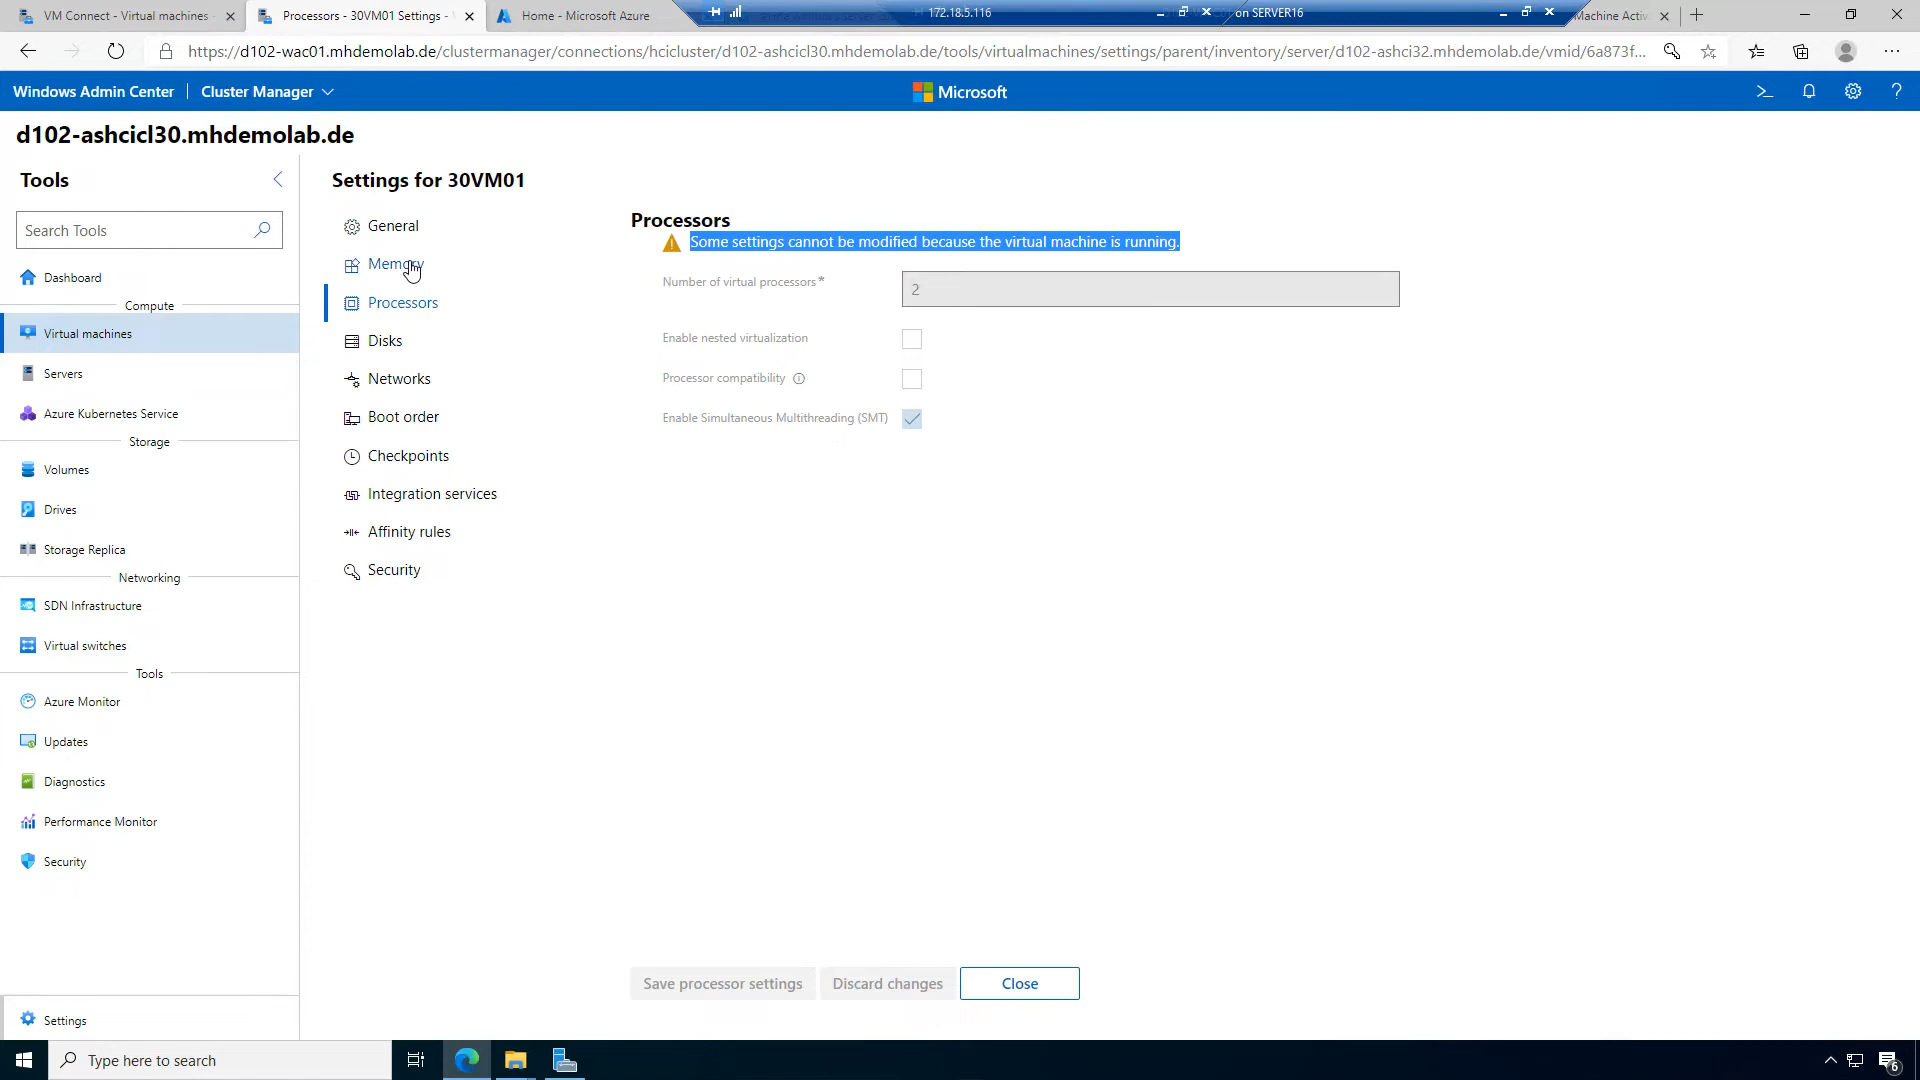 VM Connect - Virtual machines
Processors - 30VM01 Settings -
Home - Microsoft Azure
172.18.5.116
on SERVER16
Machine Activ
https://d102-wac01.mhdemolab.de/clustermanager/connections/hcicluster/d102-ashcicl30.mhdemolab.de/tools/virtualmachines/settings/parent/inventory/server/d102-ashci32.mhdemolab.de/vmid/6a873f...
Windows Admin Center
Cluster Manager
Microsoft
d102-ashcicl30.mhdemolab.de
Tools
Search Tools
Dashboard
Compute
Virtual machines
Servers
Azure Kubernetes Service
Storage
Volumes
Drives
Storage Replica
Networking
SDN Infrastructure
Virtual switches
Tools
Azure Monitor
Updates
Diagnostics
Performance Monitor
Security
Settings
Settings for 30VM01
General
Memory
Processors
Disks
Networks
Boot order
Checkpoints
Integration services
Affinity rules
Security
Processors
Some settings cannot be modified because the virtual machine is running.
Number of virtual processors *
2
Enable nested virtualization
Processor compatibility
Enable Simultaneous Multithreading (SMT)
Save processor settings
Discard changes
Close
Type here to search
6